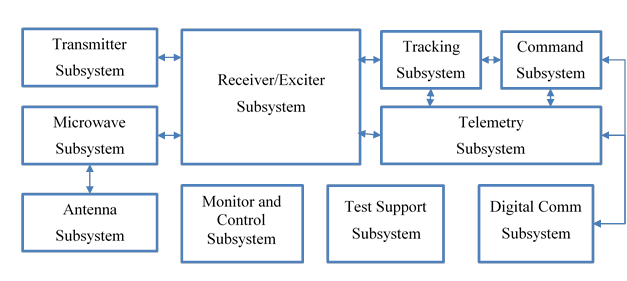 Transmitter
Subsystem
Receiver/Exciter
Subsystem
Tracking
Subsystem
Command
Subsystem
Microwave
Subsystem
Telemetry
Subsystem
Antenna
Subsystem
Monitor and
Control
Subsystem
Test Support
Subsystem
Digital Comm
Subsystem